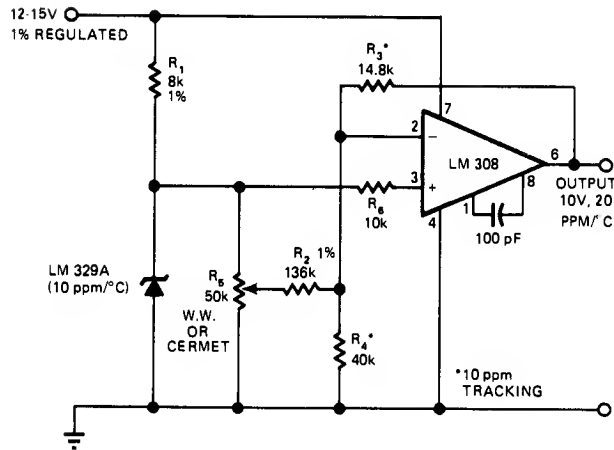 12-15V
1% REGULATED
R1
8k
1%
R3*
14.8k
7
2
−
LM 308
6
3
+
8
OUTPUT
10V, 20
PPM/°C
R6
10k
1
4
100 pF
LM 329A
(10 ppm/°C)
R5
50k
R2 1%
136k
W.W.
OR
CERMET
R4*
40k
*10 ppm
TRACKING